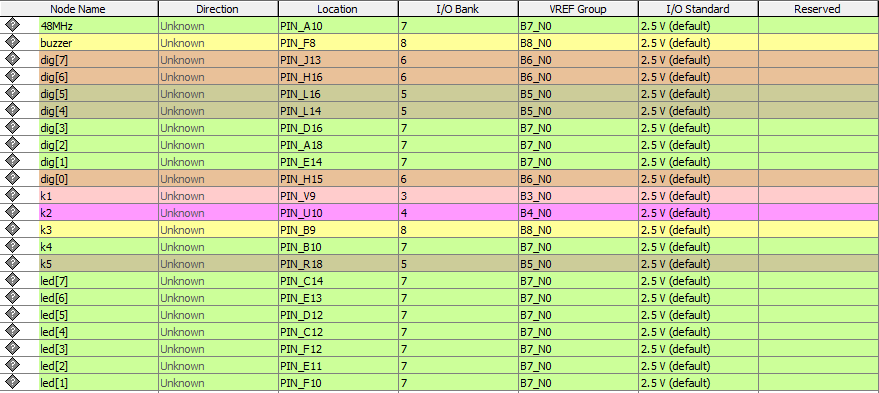 Node Name Direction Location I/O Bank VREF Group I/O Standard Reserved
48MHz Unknown PIN_A10 7 B7_N0 2.5 V (default)
buzzer Unknown PIN_F8 8 B8_N0 2.5 V (default)
dig[7] Unknown PIN_J13 6 B6_N0 2.5 V (default)
dig[6] Unknown PIN_H16 6 B6_N0 2.5 V (default)
dig[5] Unknown PIN_L16 5 B5_N0 2.5 V (default)
dig[4] Unknown PIN_L14 5 B5_N0 2.5 V (default)
dig[3] Unknown PIN_D16 7 B7_N0 2.5 V (default)
dig[2] Unknown PIN_A18 7 B7_N0 2.5 V (default)
dig[1] Unknown PIN_E14 7 B7_N0 2.5 V (default)
dig[0] Unknown PIN_H15 6 B6_N0 2.5 V (default)
k1 Unknown PIN_V9 3 B3_N0 2.5 V (default)
k2 Unknown PIN_U10 4 B4_N0 2.5 V (default)
k3 Unknown PIN_B9 8 B8_N0 2.5 V (default)
k4 Unknown PIN_B10 7 B7_N0 2.5 V (default)
k5 Unknown PIN_R18 5 B5_N0 2.5 V (default)
led[7] Unknown PIN_C14 7 B7_N0 2.5 V (default)
led[6] Unknown PIN_E13 7 B7_N0 2.5 V (default)
led[5] Unknown PIN_D12 7 B7_N0 2.5 V (default)
led[4] Unknown PIN_C12 7 B7_N0 2.5 V (default)
led[3] Unknown PIN_F12 7 B7_N0 2.5 V (default)
led[2] Unknown PIN_E11 7 B7_N0 2.5 V (default)
led[1] Unknown PIN_F10 7 B7_N0 2.5 V (default)